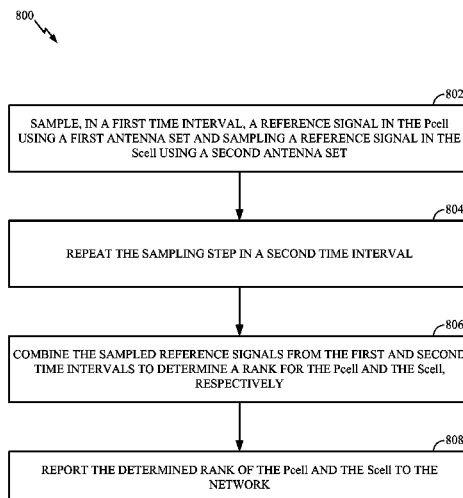 800
802
SAMPLE, IN A FIRST TIME INTERVAL, A REFERENCE SIGNAL IN THE Pcell
USING A FIRST ANTENNA SET AND SAMPLING A REFERENCE SIGNAL IN THE
Scell USING A SECOND ANTENNA SET
804
REPEAT THE SAMPLING STEP IN A SECOND TIME INTERVAL
806
COMBINE THE SAMPLED REFERENCE SIGNALS FROM THE FIRST AND SECOND
TIME INTERVALS TO DETERMINE A RANK FOR THE Pcell AND THE Scell,
RESPECTIVELY
808
REPORT THE DETERMINED RANK OF THE Pcell AND THE Scell TO THE
NETWORK